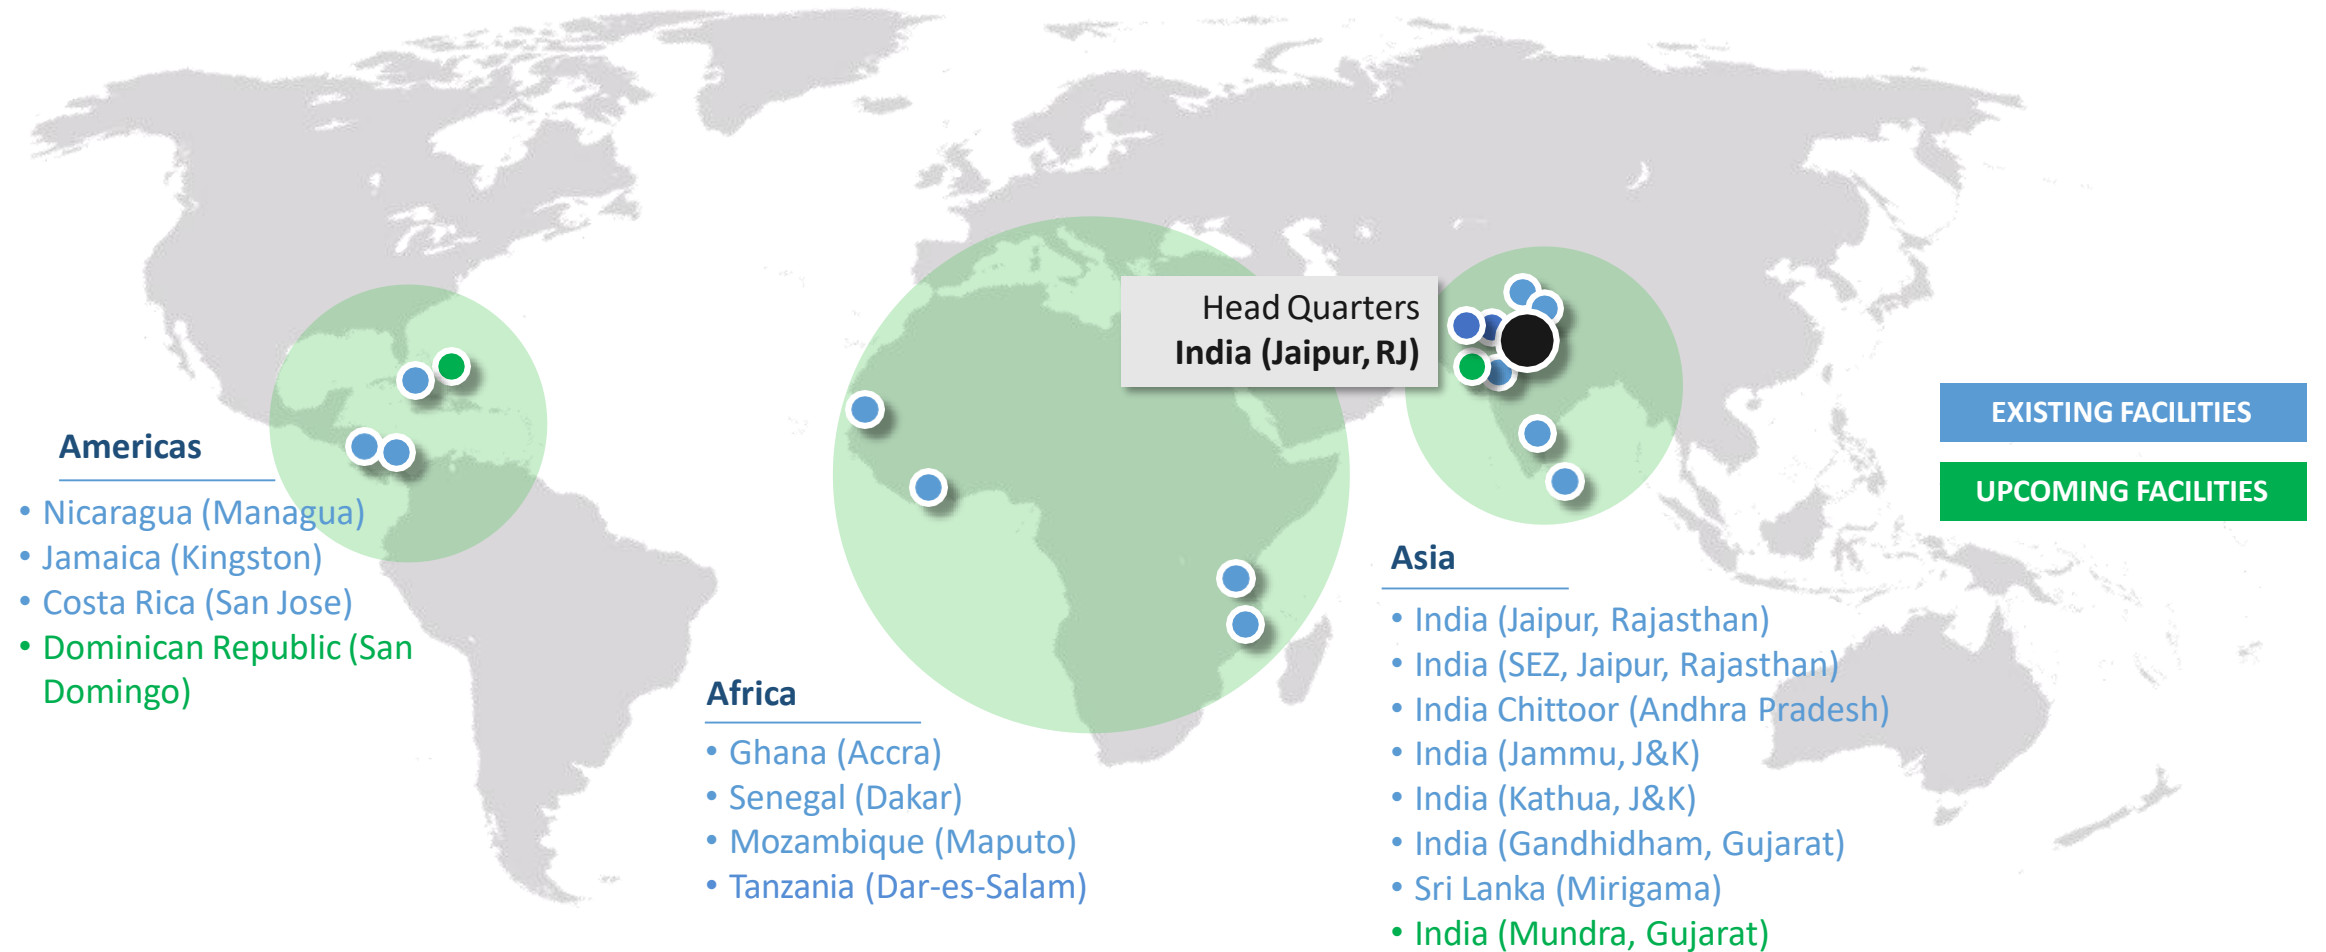 Head Quarters
India (Jaipur, RJ)
EXISTING FACILITIES
UPCOMING FACILITIES
Americas
• Nicaragua (Managua)
• Jamaica (Kingston)
• Costa Rica (San Jose)
• Dominican Republic (San
Domingo)
Africa
• Ghana (Accra)
• Senegal (Dakar)
• Mozambique (Maputo)
• Tanzania (Dar-es-Salam)
Asia
• India (Jaipur, Rajasthan)
• India (SEZ, Jaipur, Rajasthan)
• India Chittoor (Andhra Pradesh)
• India (Jammu, J&K)
• India (Kathua, J&K)
• India (Gandhidham, Gujarat)
• Sri Lanka (Mirigama)
• India (Mundra, Gujarat)